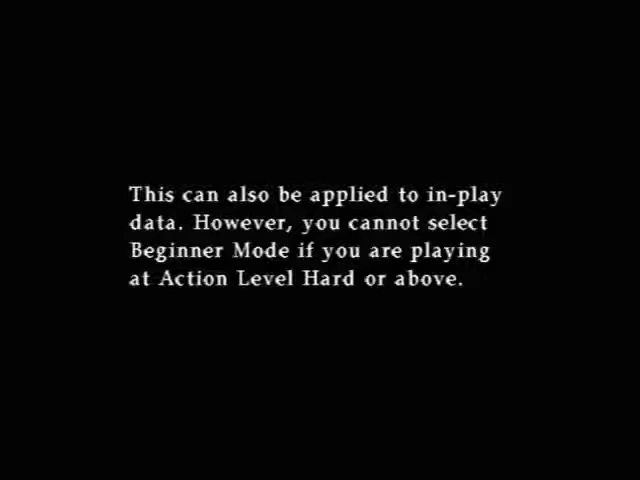 This can also be applied to in-play
data. However, you cannot select
Beginner Mode if you are playing
at Action Level Hard or above.